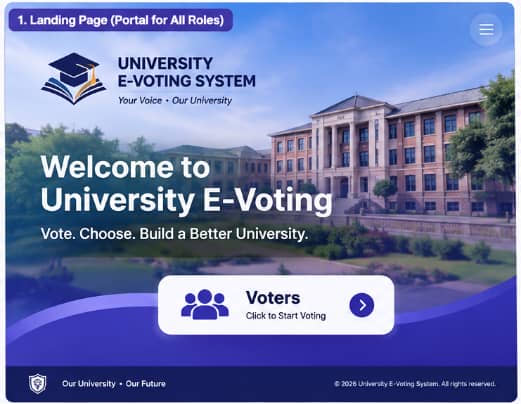 1. Landing Page (Portal for All Roles)
UNIVERSITY
E-VOTING SYSTEM
Your Voice • Our University
Welcome to
University E-Voting
Vote. Choose. Build a Better University.
Voters
Click to Start Voting
Our University • Our Future
© 2026 University E-Voting System. All rights reserved.